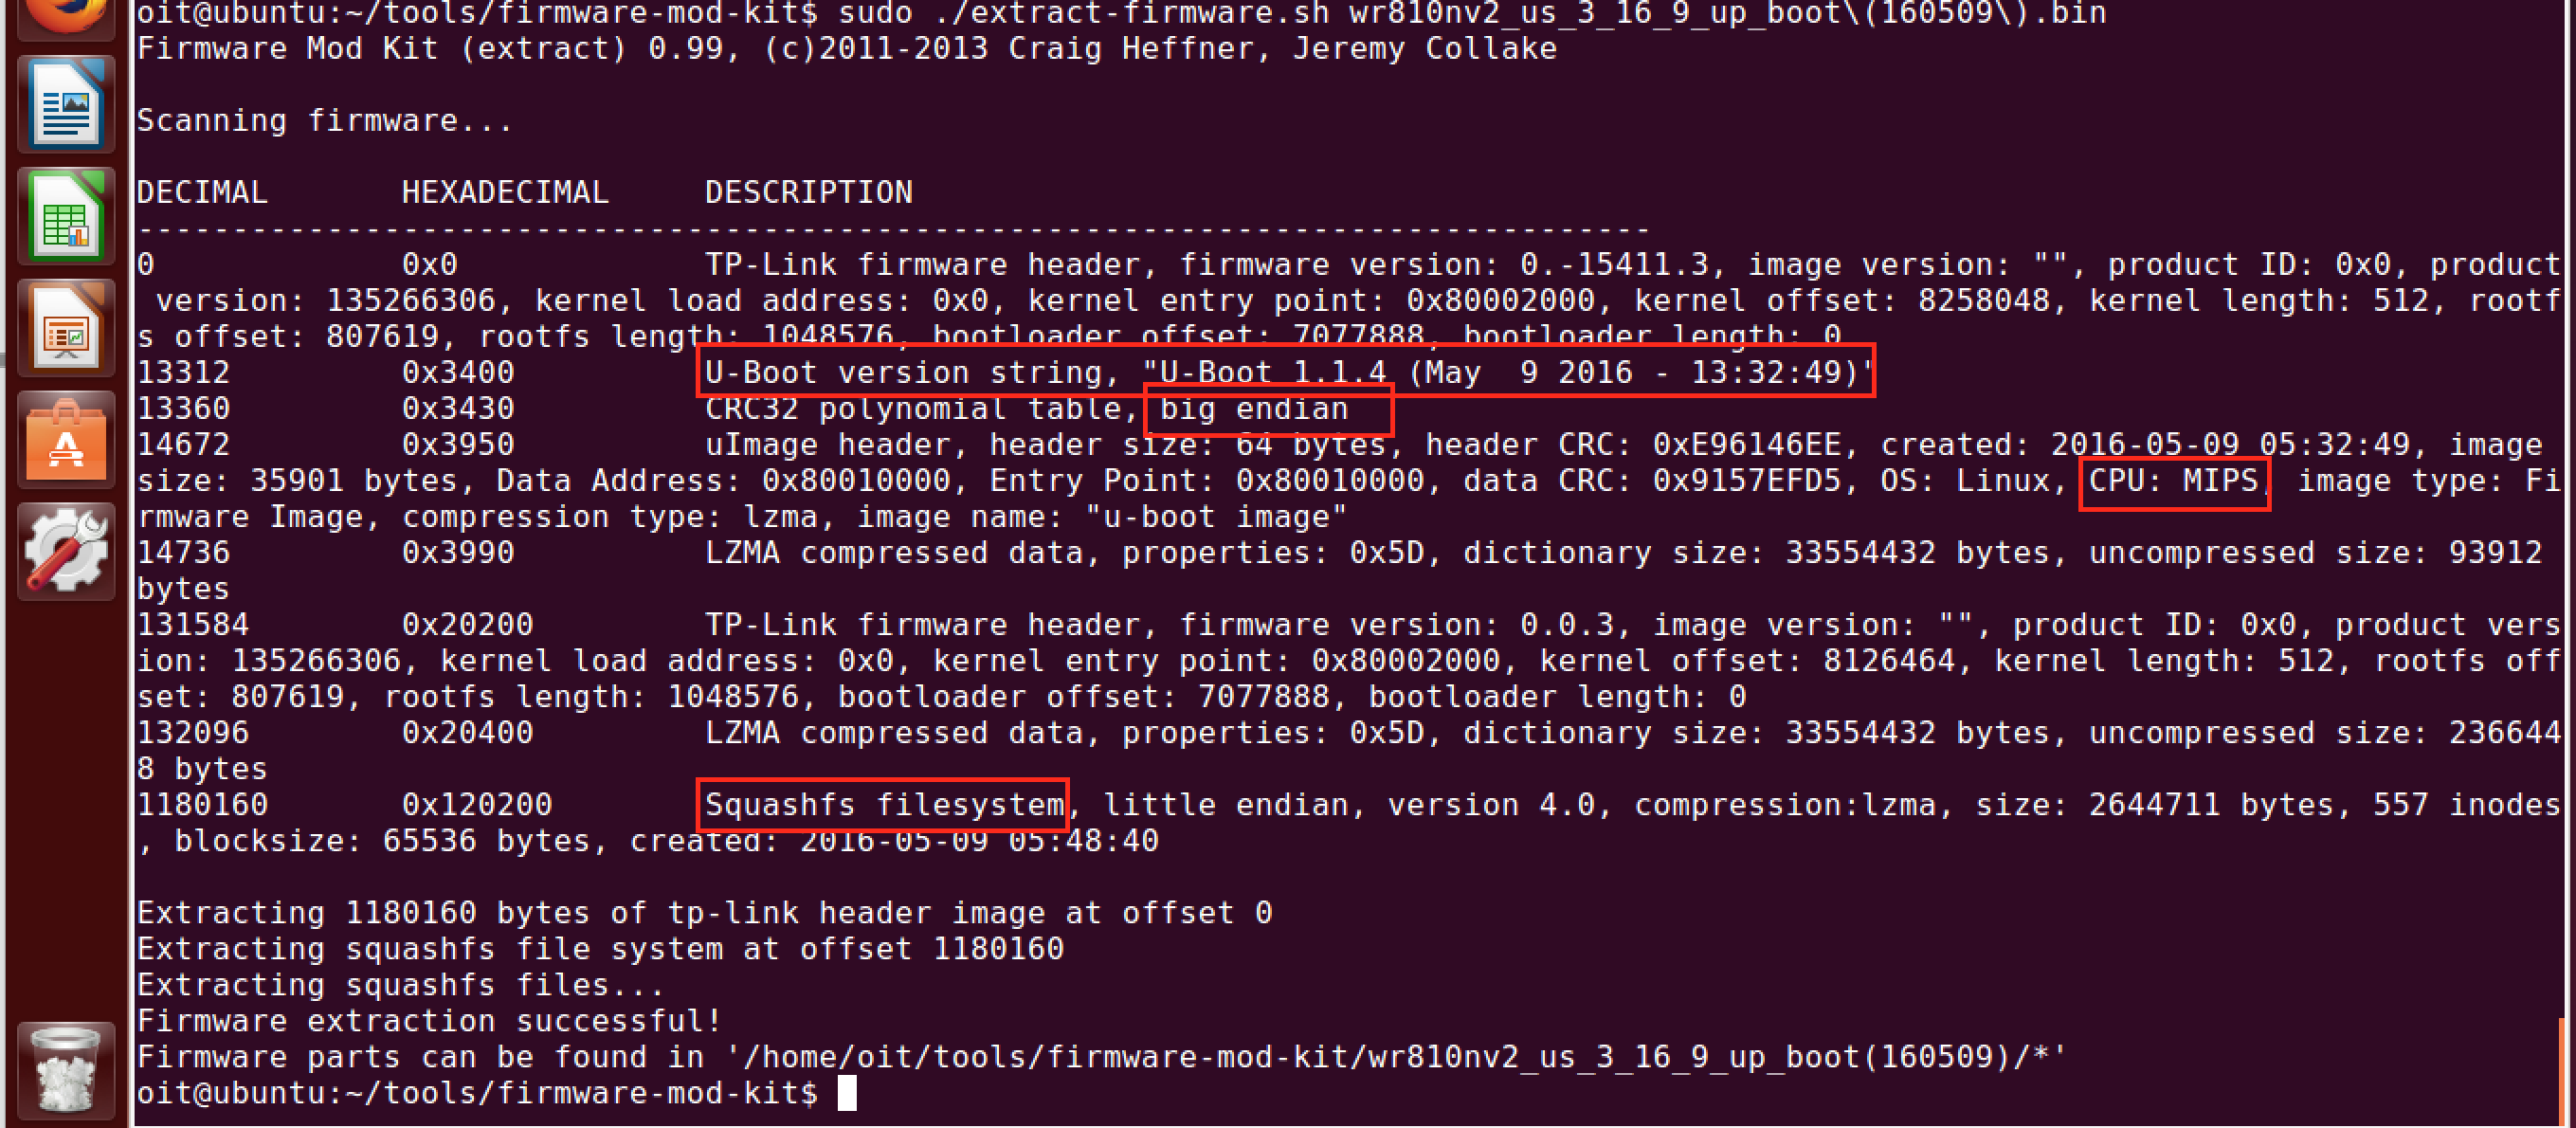 oit@ubuntu:~/tools/firmware-mod-kit$ sudo ./extract-firmware.sh wr810nv2_us_3_16_9_up_boot\(160509\).bin
Firmware Mod Kit (extract) 0.99, (c)2011-2013 Craig Heffner, Jeremy Collake
Scanning firmware...
DECIMAL       HEXADECIMAL     DESCRIPTION
--------------------------------------------------------------------------------
0             0x0             TP-Link firmware header, firmware version: 0.-15411.3, image version: "", product ID: 0x0, product
 version: 135266306, kernel load address: 0x0, kernel entry point: 0x80002000, kernel offset: 8258048, kernel length: 512, rootf
s offset: 807619, rootfs length: 1048576, bootloader offset: 7077888, bootloader length: 0
13312         0x3400          U-Boot version string, "U-Boot 1.1.4 (May  9 2016 - 13:32:49)"
13360         0x3430          CRC32 polynomial table, big endian
14672         0x3950          uImage header, header size: 64 bytes, header CRC: 0xE96146EE, created: 2016-05-09 05:32:49, image
size: 35901 bytes, Data Address: 0x80010000, Entry Point: 0x80010000, data CRC: 0x9157EFD5, OS: Linux, CPU: MIPS, image type: Fi
rmware Image, compression type: lzma, image name: "u-boot image"
14736         0x3990          LZMA compressed data, properties: 0x5D, dictionary size: 33554432 bytes, uncompressed size: 93912
bytes
131584        0x20200         TP-Link firmware header, firmware version: 0.0.3, image version: "", product ID: 0x0, product vers
ion: 135266306, kernel load address: 0x0, kernel entry point: 0x80002000, kernel offset: 8126464, kernel length: 512, rootfs off
set: 807619, rootfs length: 1048576, bootloader offset: 7077888, bootloader length: 0
132096        0x20400         LZMA compressed data, properties: 0x5D, dictionary size: 33554432 bytes, uncompressed size: 236644
8 bytes
1180160       0x120200        Squashfs filesystem, little endian, version 4.0, compression:lzma, size: 2644711 bytes, 557 inodes
, blocksize: 65536 bytes, created: 2016-05-09 05:48:40
Extracting 1180160 bytes of tp-link header image at offset 0
Extracting squashfs file system at offset 1180160
Extracting squashfs files...
Firmware extraction successful!
Firmware parts can be found in '/home/oit/tools/firmware-mod-kit/wr810nv2_us_3_16_9_up_boot(160509)/*'
oit@ubuntu:~/tools/firmware-mod-kit$